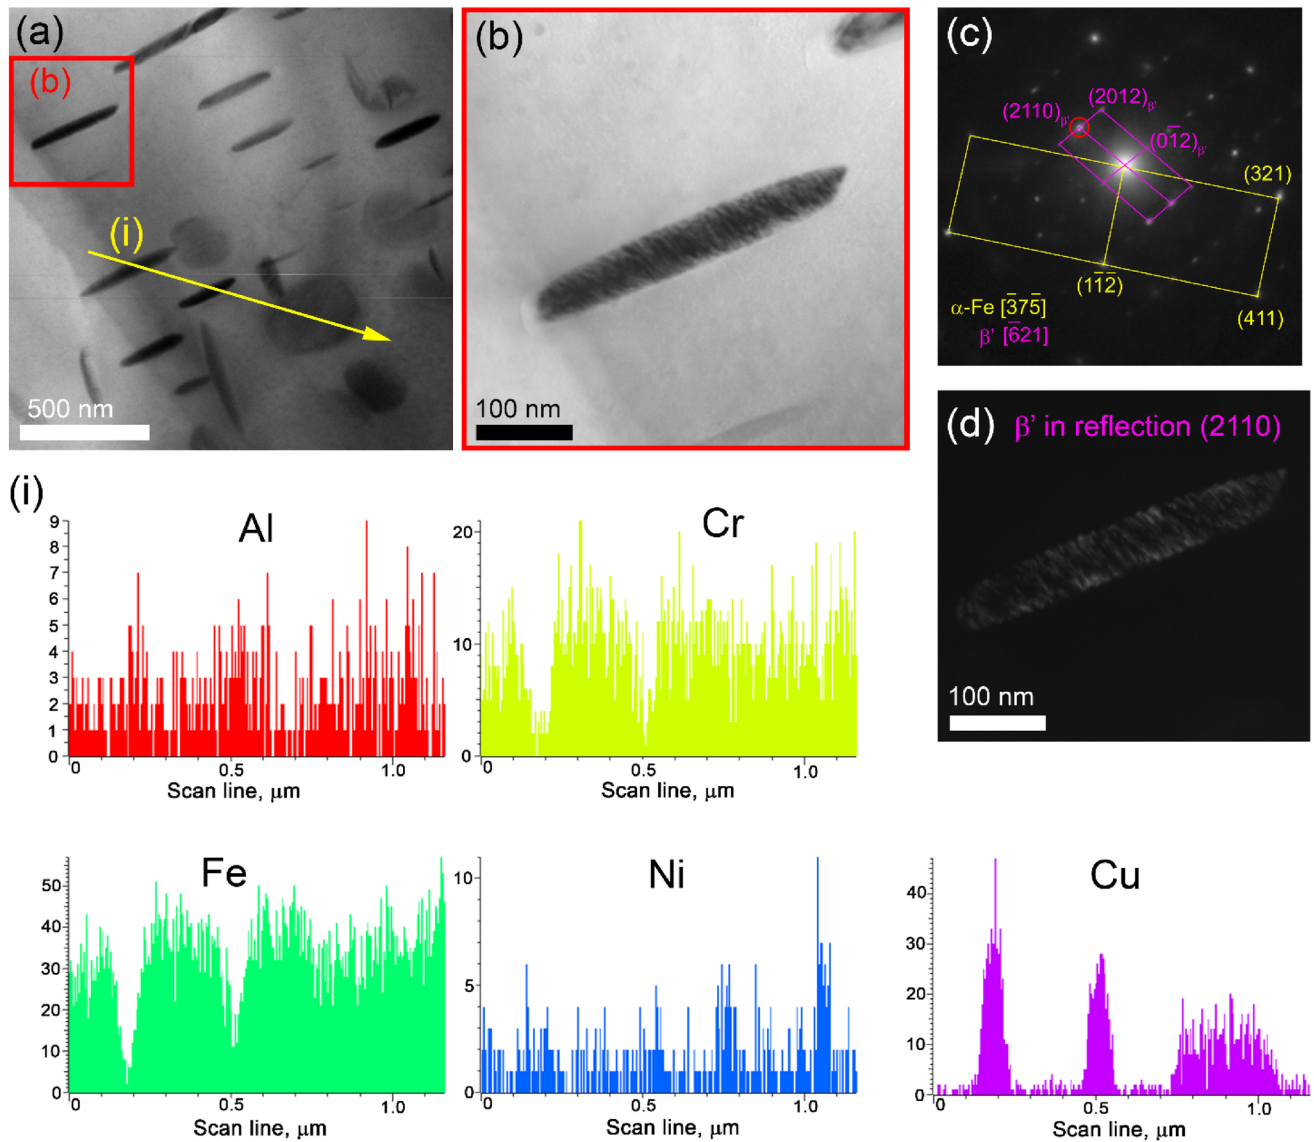 (a)
(b)
(i)
500 nm
(b)
100 nm
(c)
(2012)β'
(2110)β'
(01̅2)β'
(321)
(11̅2̅)
α-Fe [3̅75̅]
(411)
β' [6̅21]
(d) β' in reflection (2110)
100 nm
(i)
Al
9
8
7
6
5
4
3
2
1
0
0 0.5 1.0
Scan line, μm
Cr
20
10
0
0 0.5 1.0
Scan line, μm
Fe
50
40
30
20
10
0
0 0.5 1.0
Scan line, μm
Ni
10
5
0
0 0.5 1.0
Scan line, μm
Cu
40
30
20
10
0
0 0.5 1.0
Scan line, μm